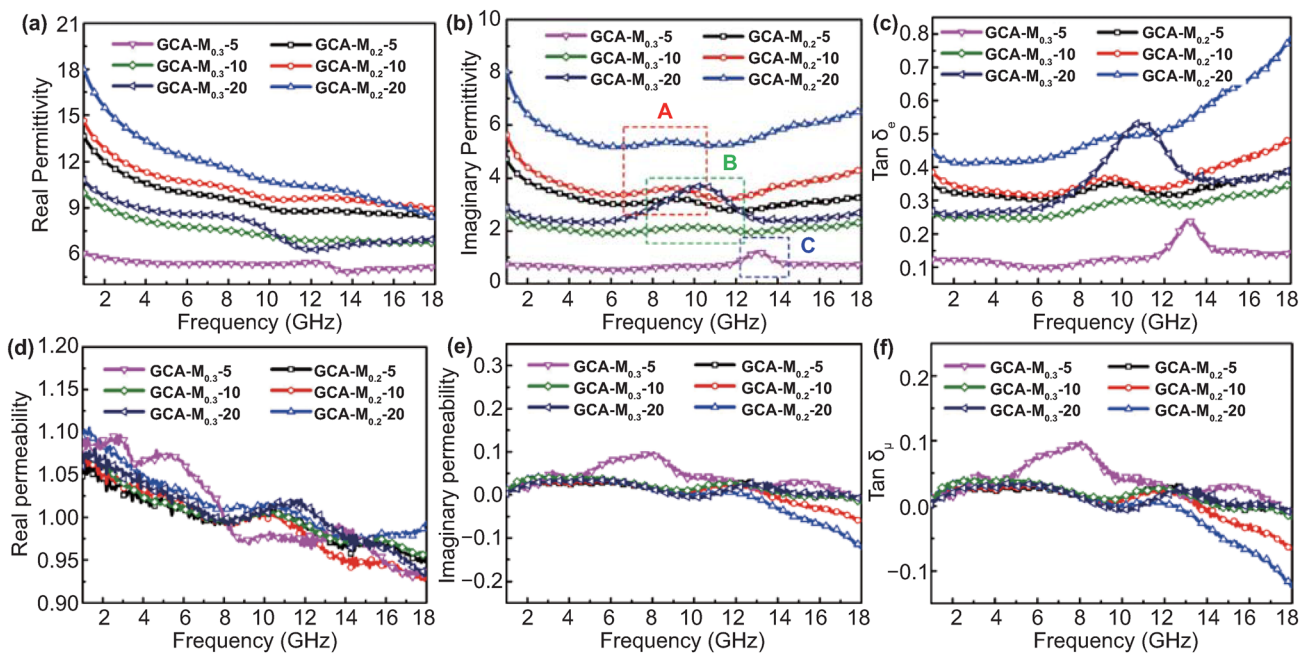 (a)
21
18
15
12
9
6
Real Permittivity
GCA-M0.3-5
GCA-M0.3-10
GCA-M0.3-20
GCA-M0.2-5
GCA-M0.2-10
GCA-M0.2-20
2 4 6 8 10 12 14 16 18
Frequency (GHz)
(b)
10
8
6
4
2
0
Imaginary Permittivity
GCA-M0.3-5
GCA-M0.3-10
GCA-M0.3-20
GCA-M0.2-5
GCA-M0.2-10
GCA-M0.2-20
A
B
C
2 4 6 8 10 12 14 16 18
Frequency (GHz)
(c)
0.8
0.7
0.6
0.5
0.4
0.3
0.2
0.1
Tan δe
GCA-M0.3-5
GCA-M0.3-10
GCA-M0.3-20
GCA-M0.2-5
GCA-M0.2-10
GCA-M0.2-20
2 4 6 8 10 12 14 16 18
Frequency (GHz)
(d)
1.20
1.15
1.10
1.05
1.00
0.95
0.90
Real permeability
GCA-M0.3-5
GCA-M0.3-10
GCA-M0.3-20
GCA-M0.2-5
GCA-M0.2-10
GCA-M0.2-20
2 4 6 8 10 12 14 16 18
Frequency (GHz)
(e)
0.3
0.2
0.1
0.0
−0.1
−0.2
Imaginary permeability
GCA-M0.3-5
GCA-M0.3-10
GCA-M0.3-20
GCA-M0.2-5
GCA-M0.2-10
GCA-M0.2-20
2 4 6 8 10 12 14 16 18
Frequency (GHz)
(f)
0.2
0.1
0.0
−0.1
Tan δμ
GCA-M0.3-5
GCA-M0.3-10
GCA-M0.3-20
GCA-M0.2-5
GCA-M0.2-10
GCA-M0.2-20
2 4 6 8 10 12 14 16 18
Frequency (GHz)